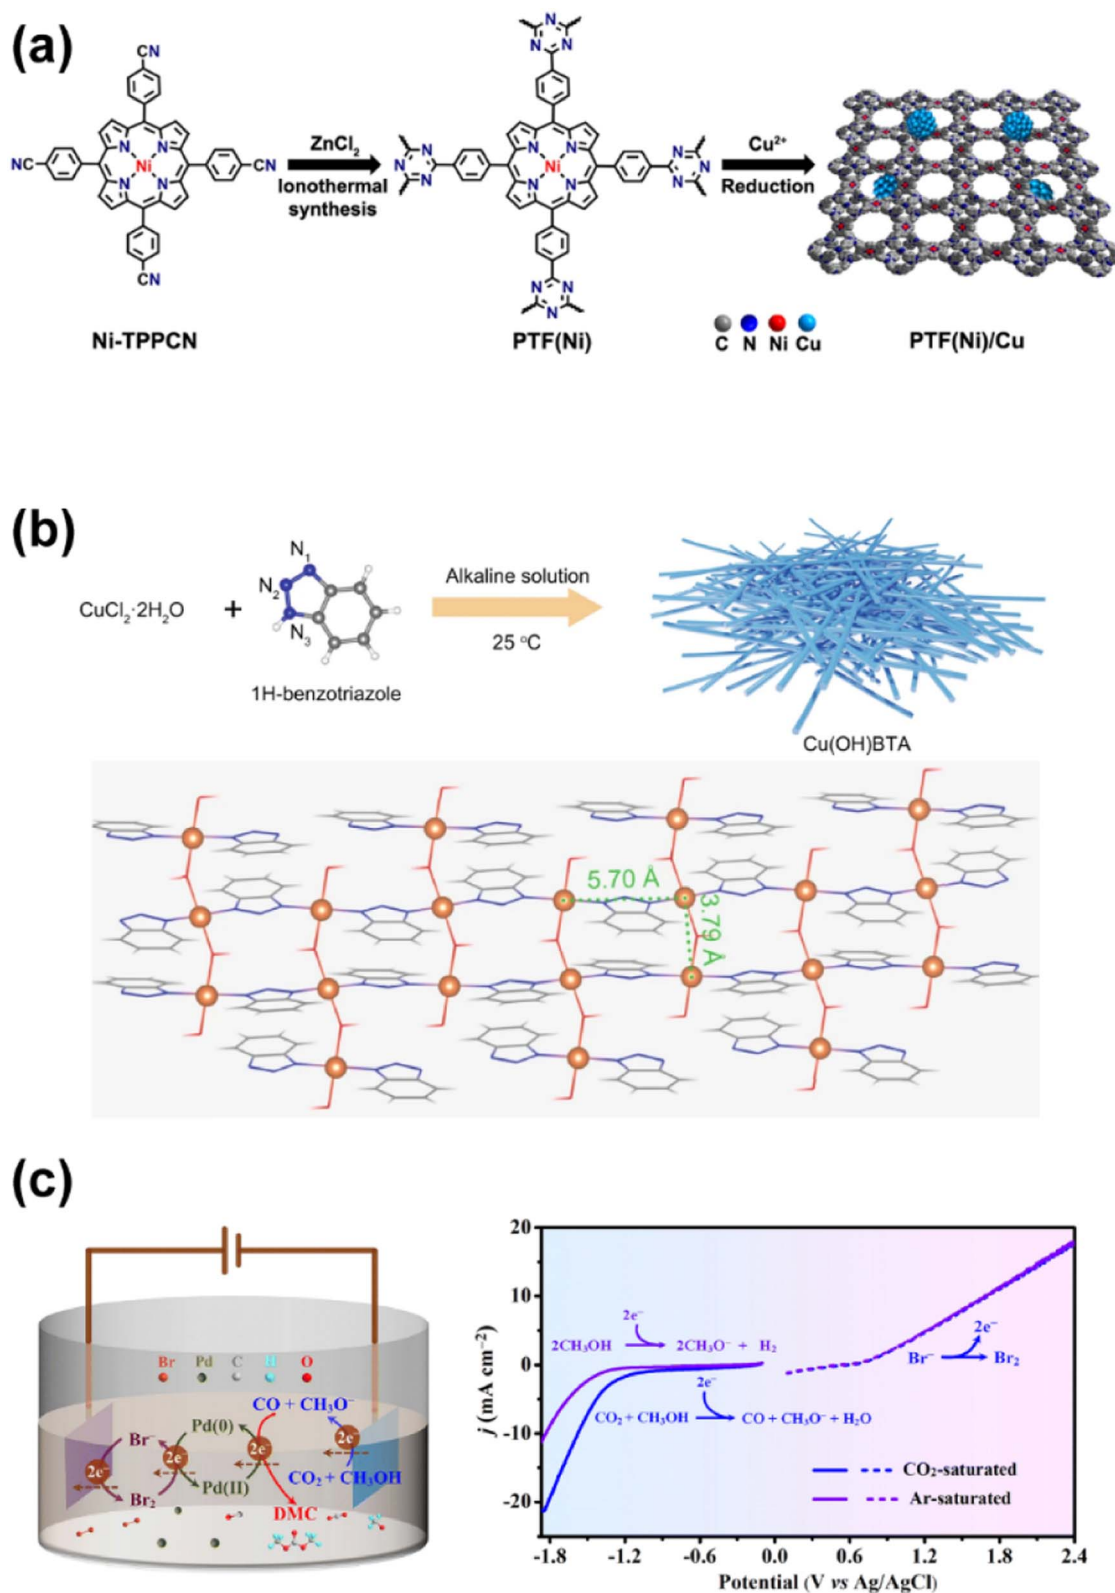 (a)
CN
NC
CN
CN
Ni
N
N
N
N
ZnCl₂
Ionothermal
synthesis
N
N
N
N
N
N
N
N
N
N
N
N
Ni
N
N
N
N
Cu²⁺
Reduction
C N Ni Cu
Ni-TPPCN
PTF(Ni)
PTF(Ni)/Cu
(b)
CuCl₂·2H₂O
+
N₁
N₂
N₃
1H-benzotriazole
Alkaline solution
25 °C
Cu(OH)BTA
5.70 Å
3.79 Å
(c)
Br Pd C H O
CO + CH₃O⁻
Pd(0)
Br⁻
2e⁻
2e⁻
2e⁻
2e⁻
Br₂
Pd(II)
CO₂ + CH₃OH
DMC
20
10
0
-10
-20
j (mA cm⁻²)
2e⁻
2CH₃OH 2CH₃O⁻ + H₂
2e⁻
CO₂ + CH₃OH CO + CH₃O⁻ + H₂O
2e⁻
Br⁻ Br₂
CO₂-saturated
Ar-saturated
-1.8 -1.2 -0.6 0.0 0.6 1.2 1.8 2.4
Potential (V vs Ag/AgCl)